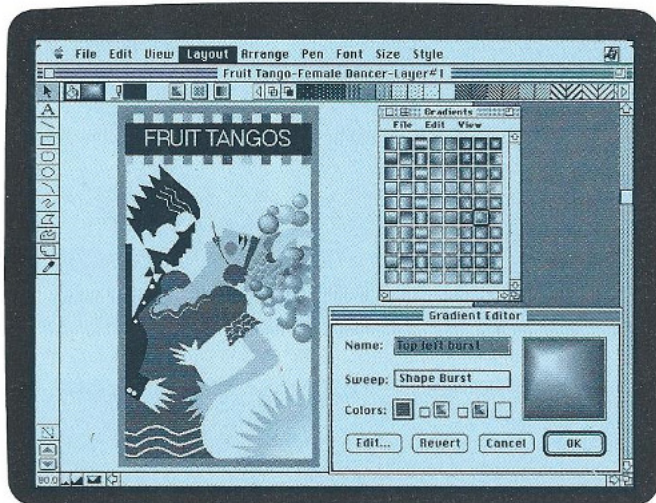 File Edit View Layout Arrange Pen Font Size Style
Fruit Tango-Female Dancer-Layer#1
A
FRUIT TANGOS
Gradients
File Edit View
Gradient Editor
Name: Top left burst
Sweep: Shape Burst
Colors:
Edit... Revert Cancel OK
80.0